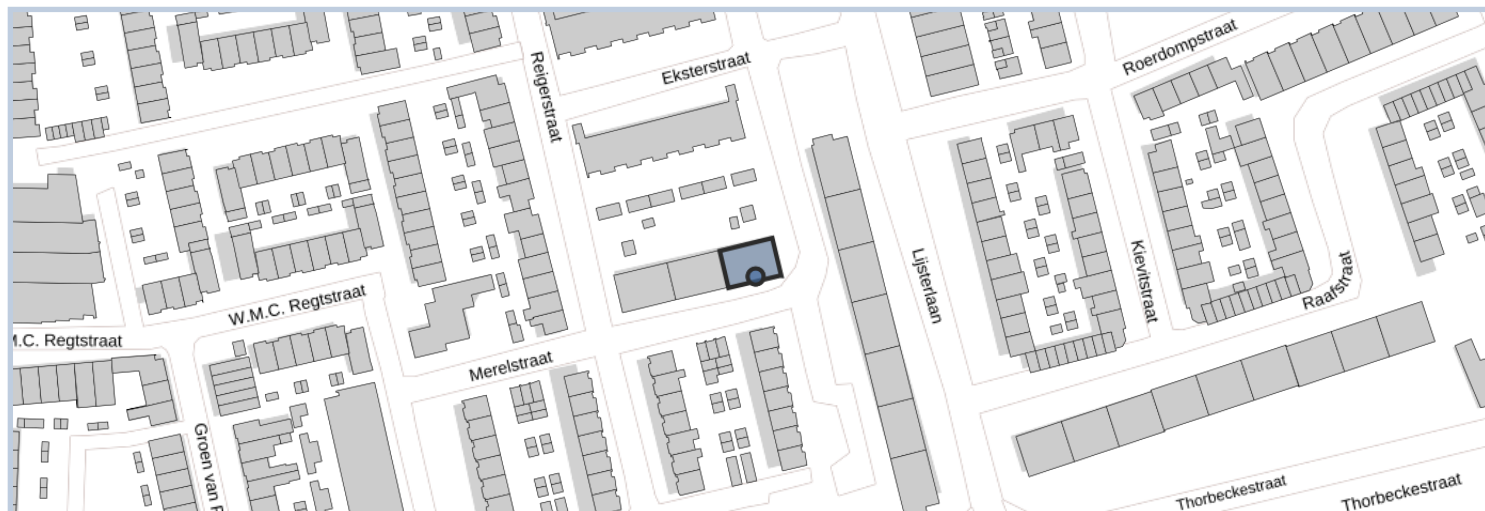 Roerdompstraat
Eksterstraat
Reigerstraat
Lijsterlaan
Kievitstraat
Raafstraat
W.M.C. Regtstraat
M.C. Regtstraat
Merelstraat
Groen van P
Thorbeckestraat
Thorbeckestraat